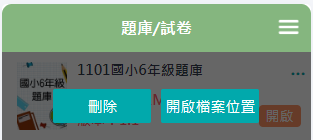 題庫/試卷
國小6年級
題庫
1101國小6年級題庫
刪除
開啟檔案位置
開啟